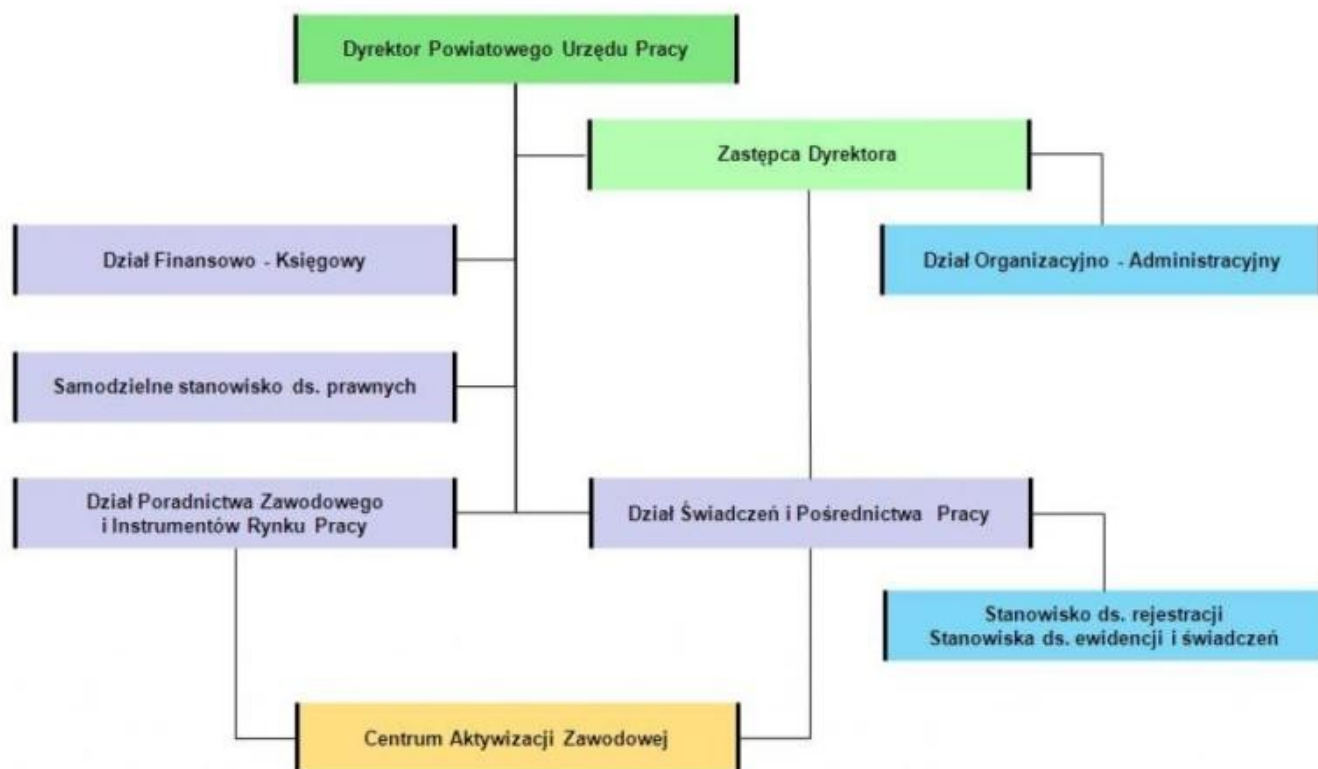 Dyrektor Powiatowego Urzędu Pracy
Zastępca Dyrektora
Dział Finansowo - Księgowy
Dział Organizacyjno - Administracyjny
Samodzielne stanowisko ds. prawnych
Dział Poradnictwa Zawodowego
i Instrumentów Rynku Pracy
Dział Świadczeń i Pośrednictwa Pracy
Stanowisko ds. rejestracji
Stanowiska ds. ewidencji i świadczeń
Centrum Aktywizacji Zawodowej